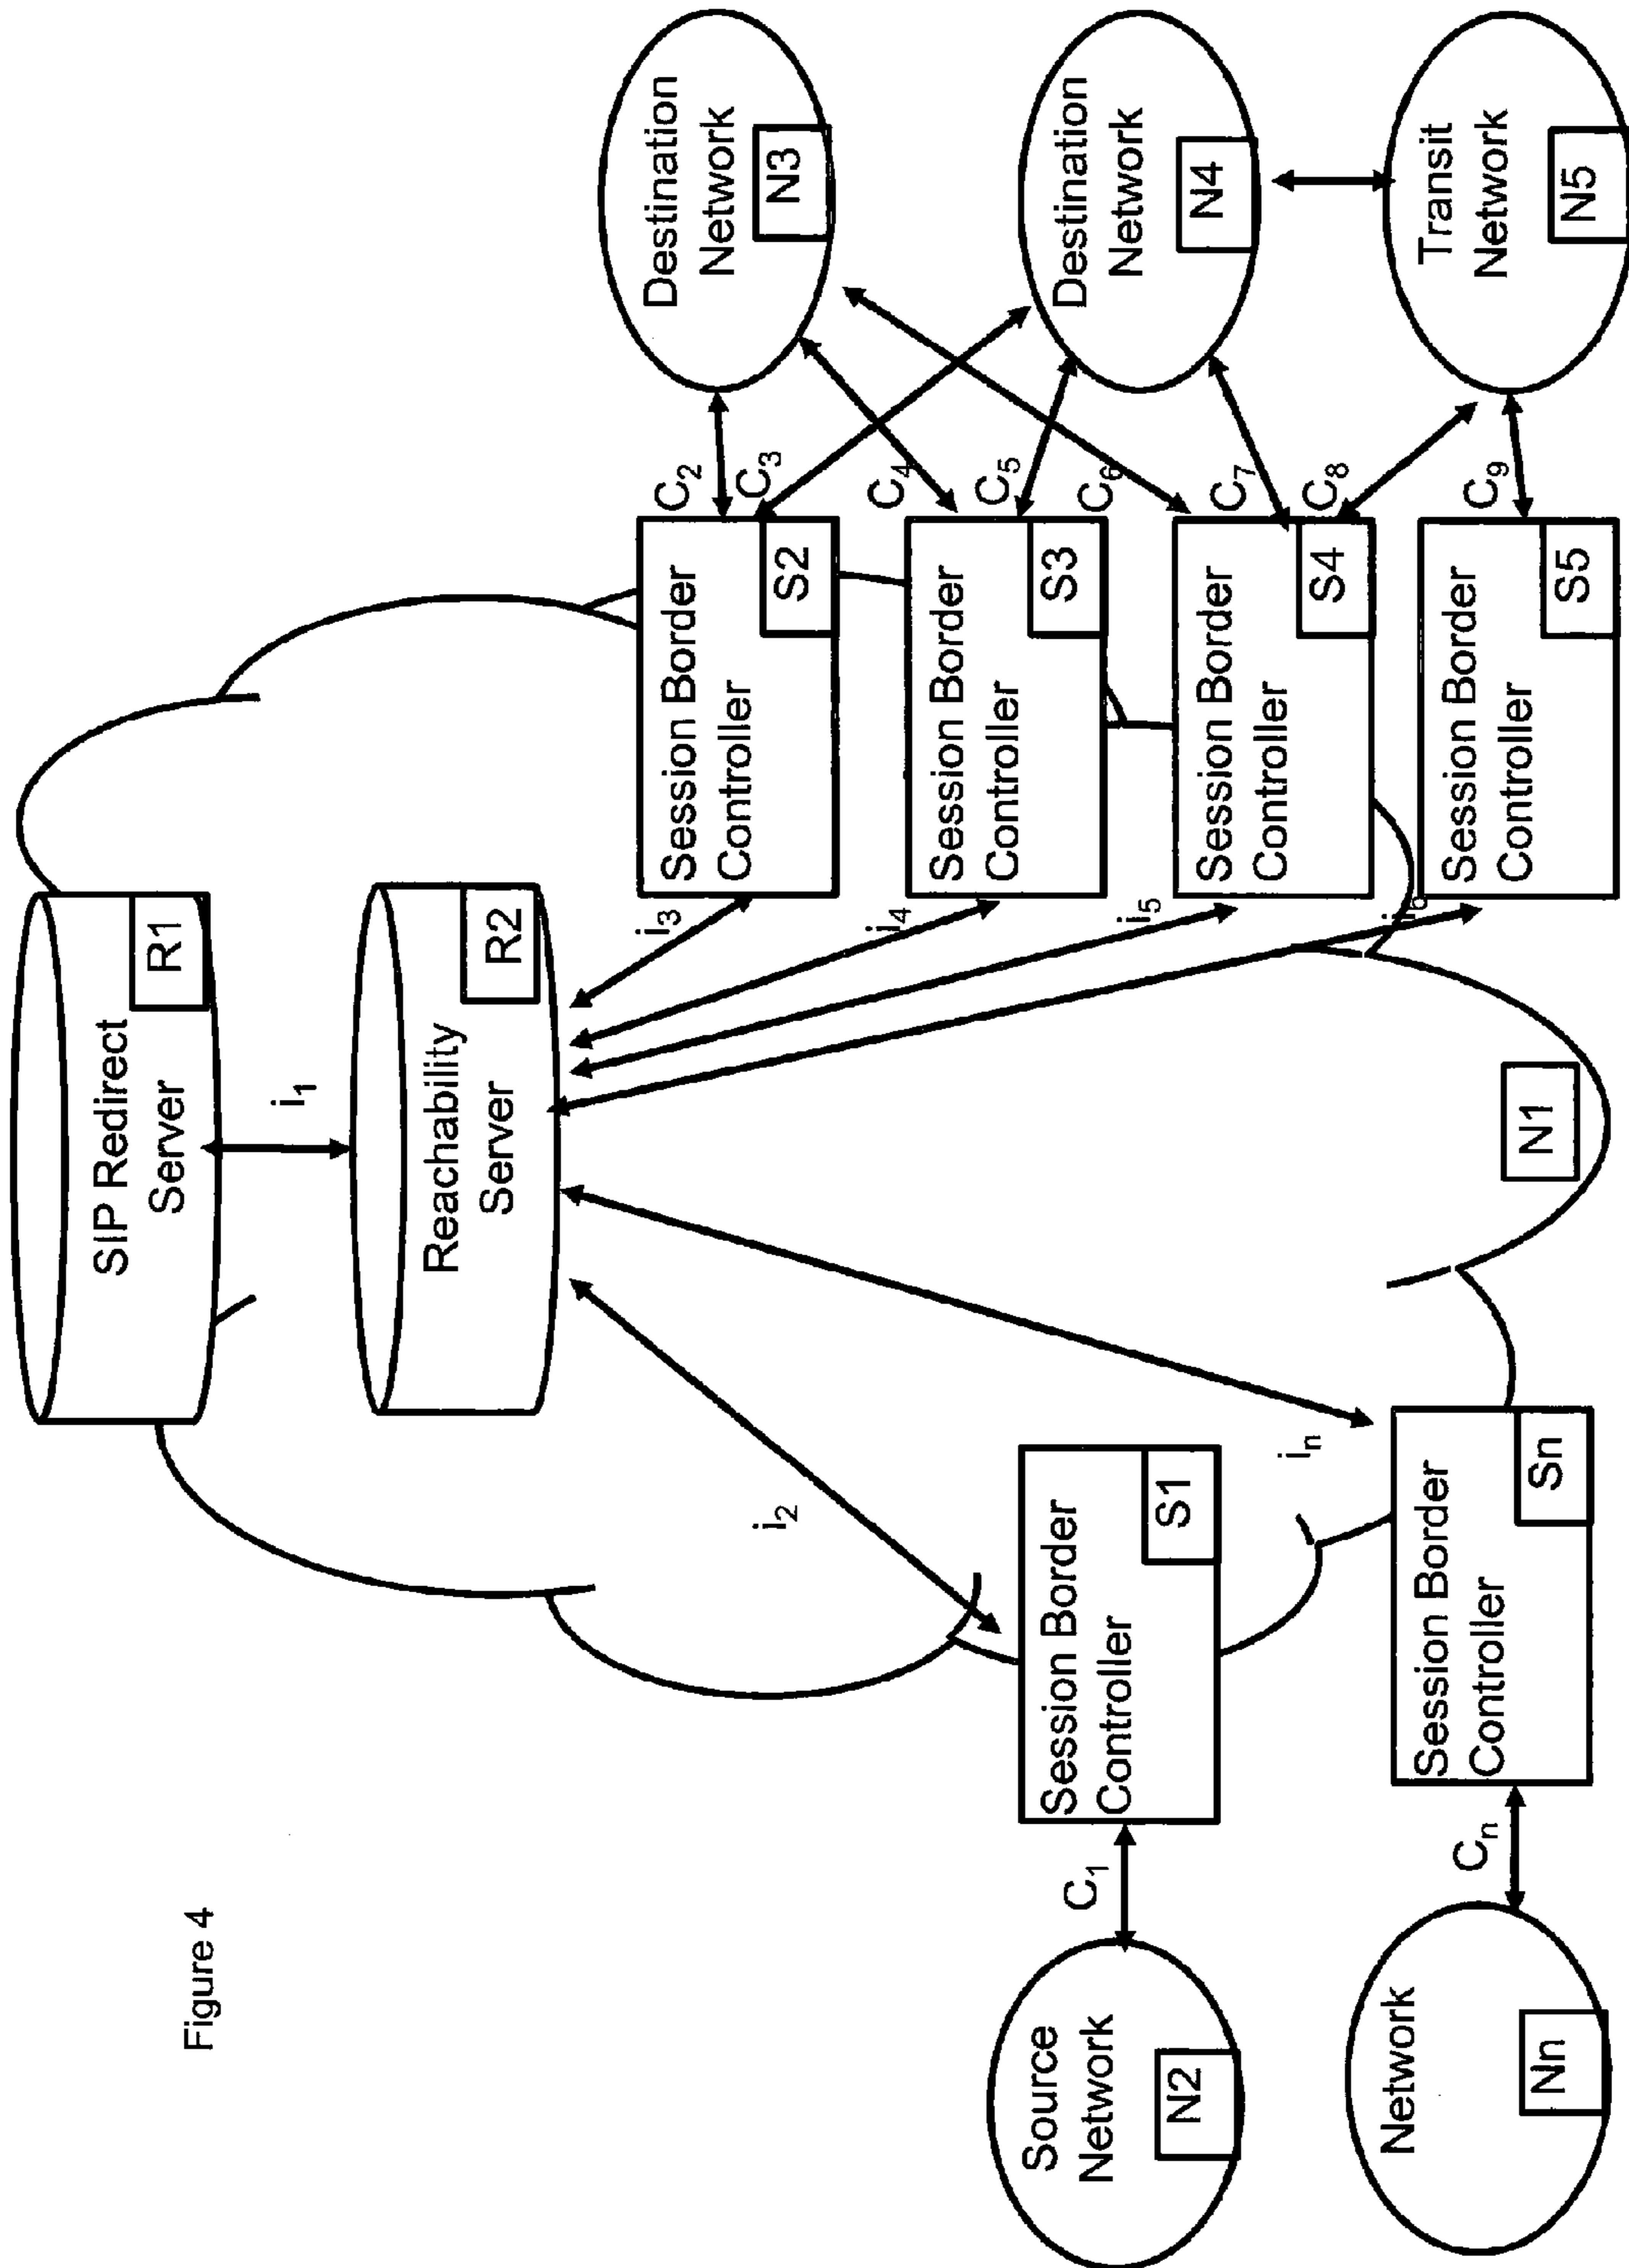 Figure 4
SIP Redirect
Server
R1
i1
Reachability
Server
R2
i2
i3
i4
i5
i6
in
Source
Network
N2
C1
Session Border
Controller
S1
Network
Nn
Cn
Session Border
Controller
Sn
N1
Session Border
Controller
S2
C2
C3
Session Border
Controller
S3
C4
C5
Session Border
Controller
S4
C6
C7
C8
Session Border
Controller
S5
C9
Destination
Network
N3
Destination
Network
N4
Transit
Network
N5